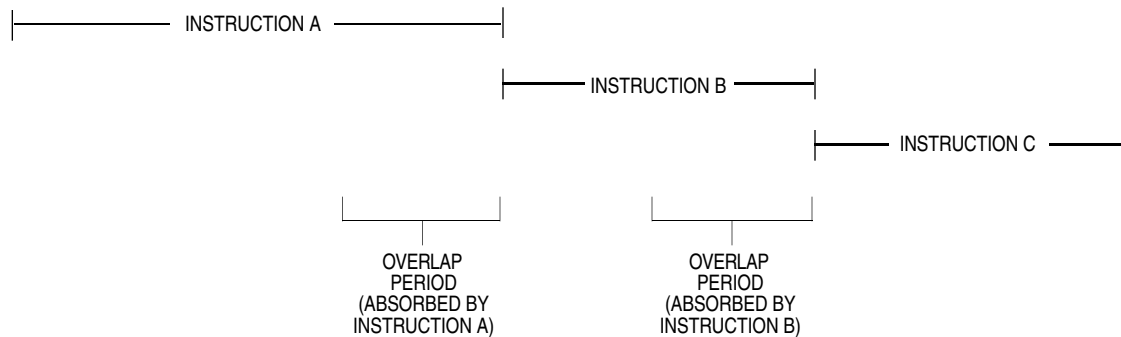 INSTRUCTION A
INSTRUCTION B
INSTRUCTION C
OVERLAP
PERIOD
(ABSORBED BY
INSTRUCTION A)
OVERLAP
PERIOD
(ABSORBED BY
INSTRUCTION B)